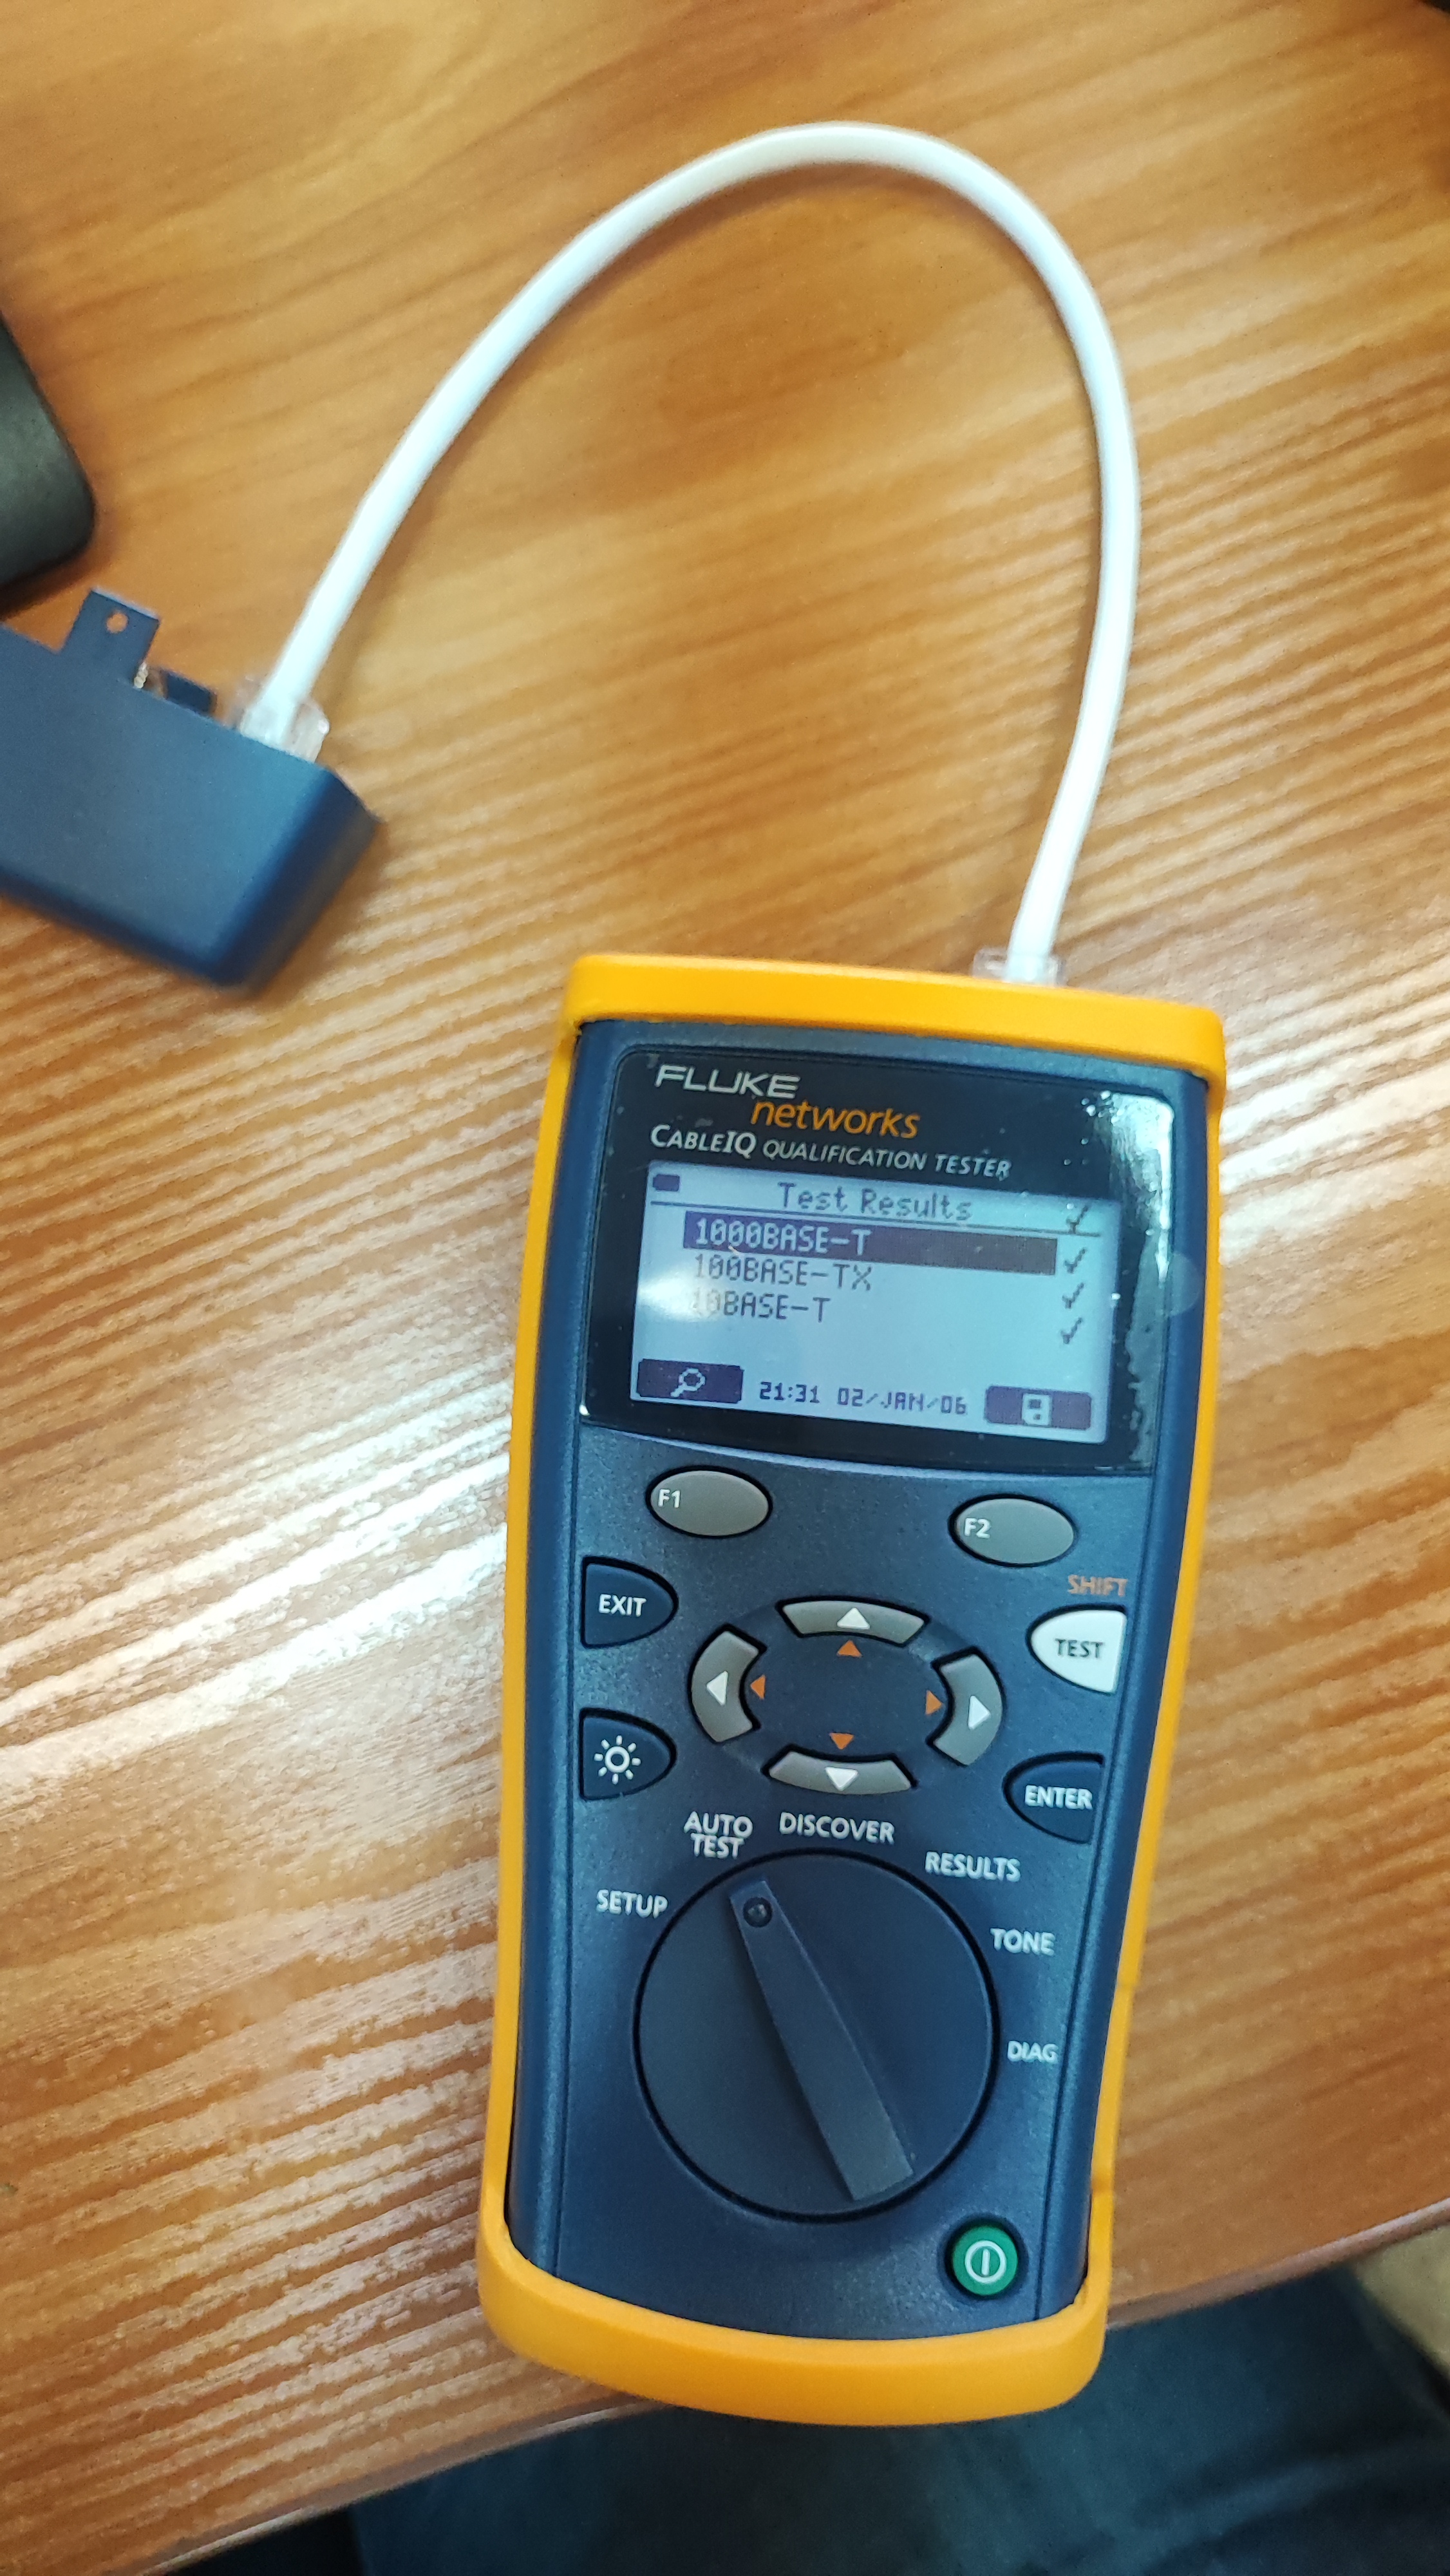 FLUKE
networks
CABLEIQ QUALIFICATION TESTER
Test Results
1000BASE-T
100BASE-TX
10BASE-T
21:31 02/JAN/06
F1
F2
SHIFT
EXIT
TEST
ENTER
AUTO
TEST
DISCOVER
RESULTS
SETUP
TONE
DIAG